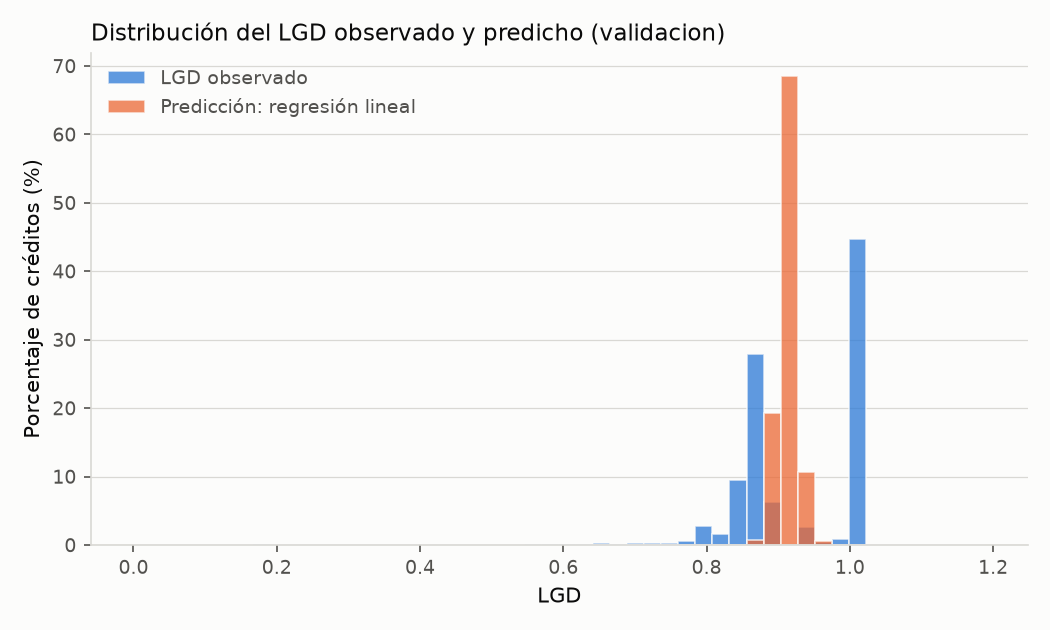 Distribución del LGD observado y predicho (validacion)
LGD observado
Predicción: regresión lineal
Porcentaje de créditos (%)
70
60
50
40
30
20
10
0
0.0 0.2 0.4 0.6 0.8 1.0 1.2
LGD